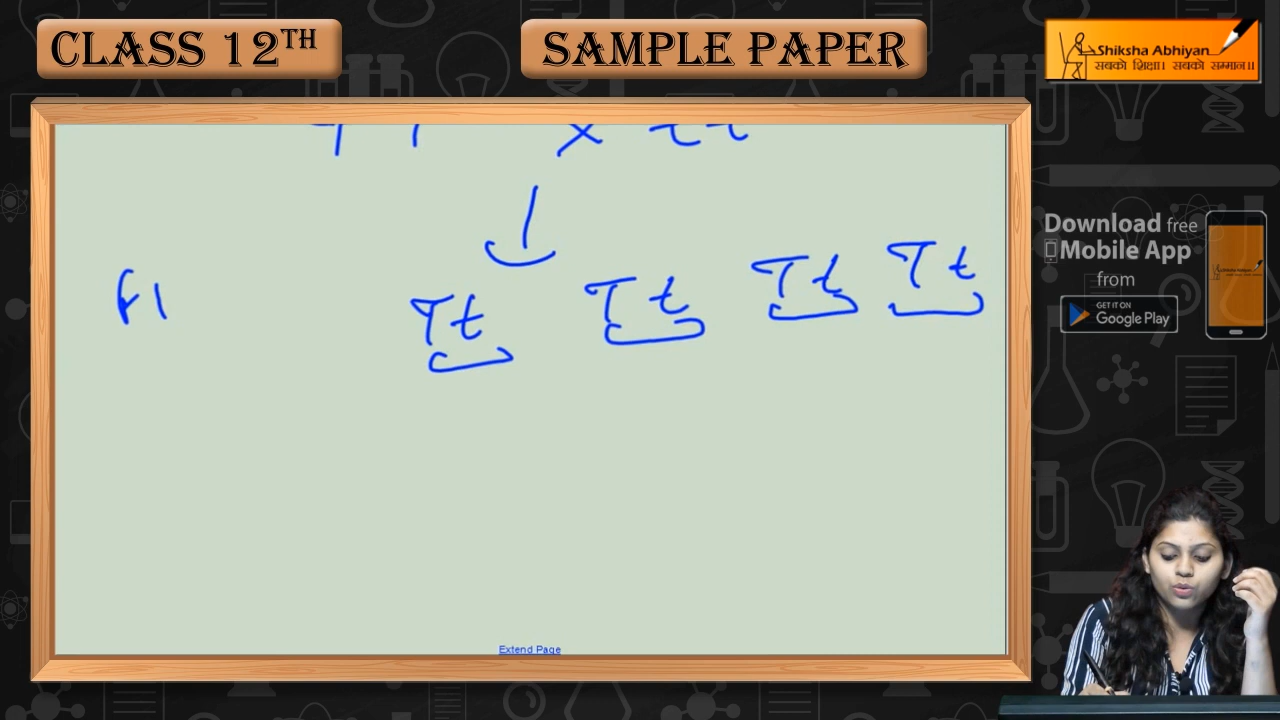 CLASS 12TH
SAMPLE PAPER
Shiksha Abhiyan
सबको शिक्षा। सबको सम्मान॥
× tt
F1 Tt Tt Tt Tt
Extend Page
Download free
Mobile App
from
GET IT ON
Google Play